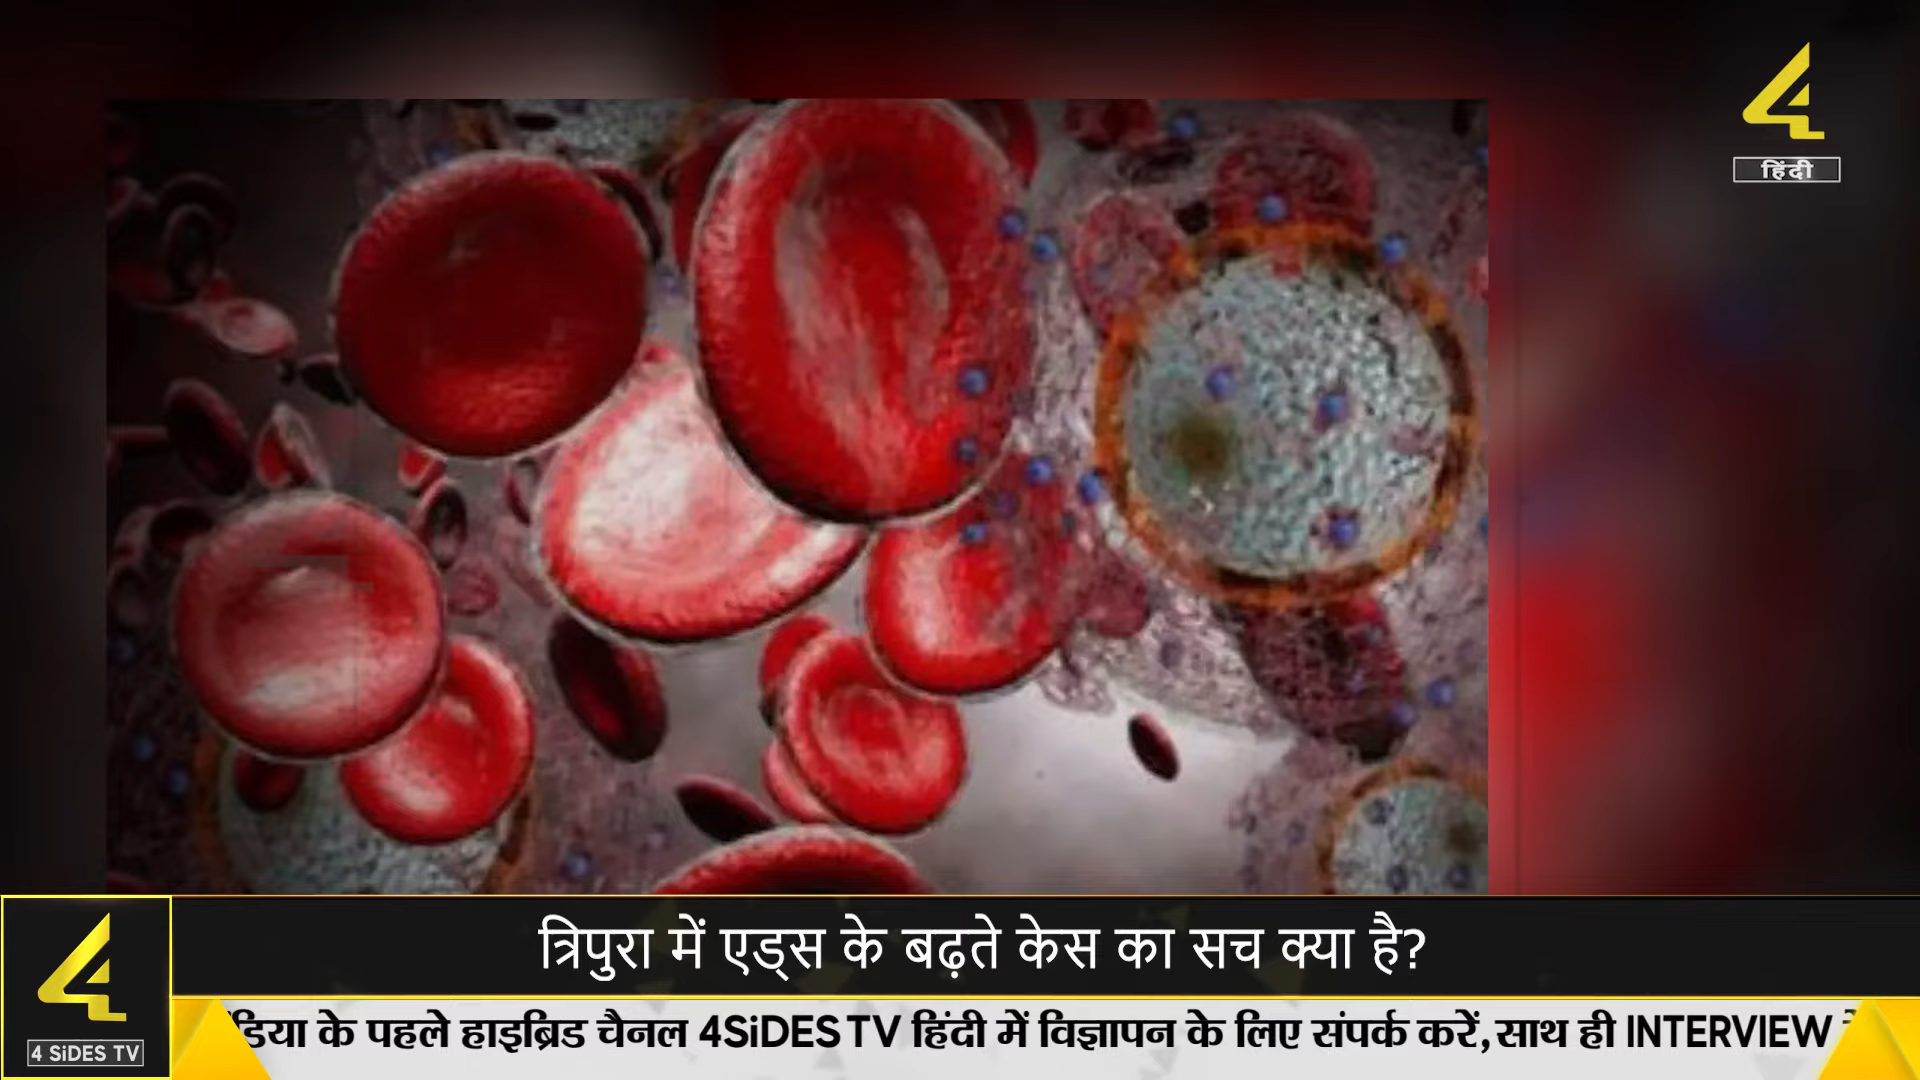 हिंदी
त्रिपुरा में एड्स के बढ़ते केस का सच क्या है?
के पहले हाइब्रिड चैनल 4SiDES TV हिंदी में विज्ञापन के लिए संपर्क करें, साथ ही INTERVIEW
4 SiDES TV